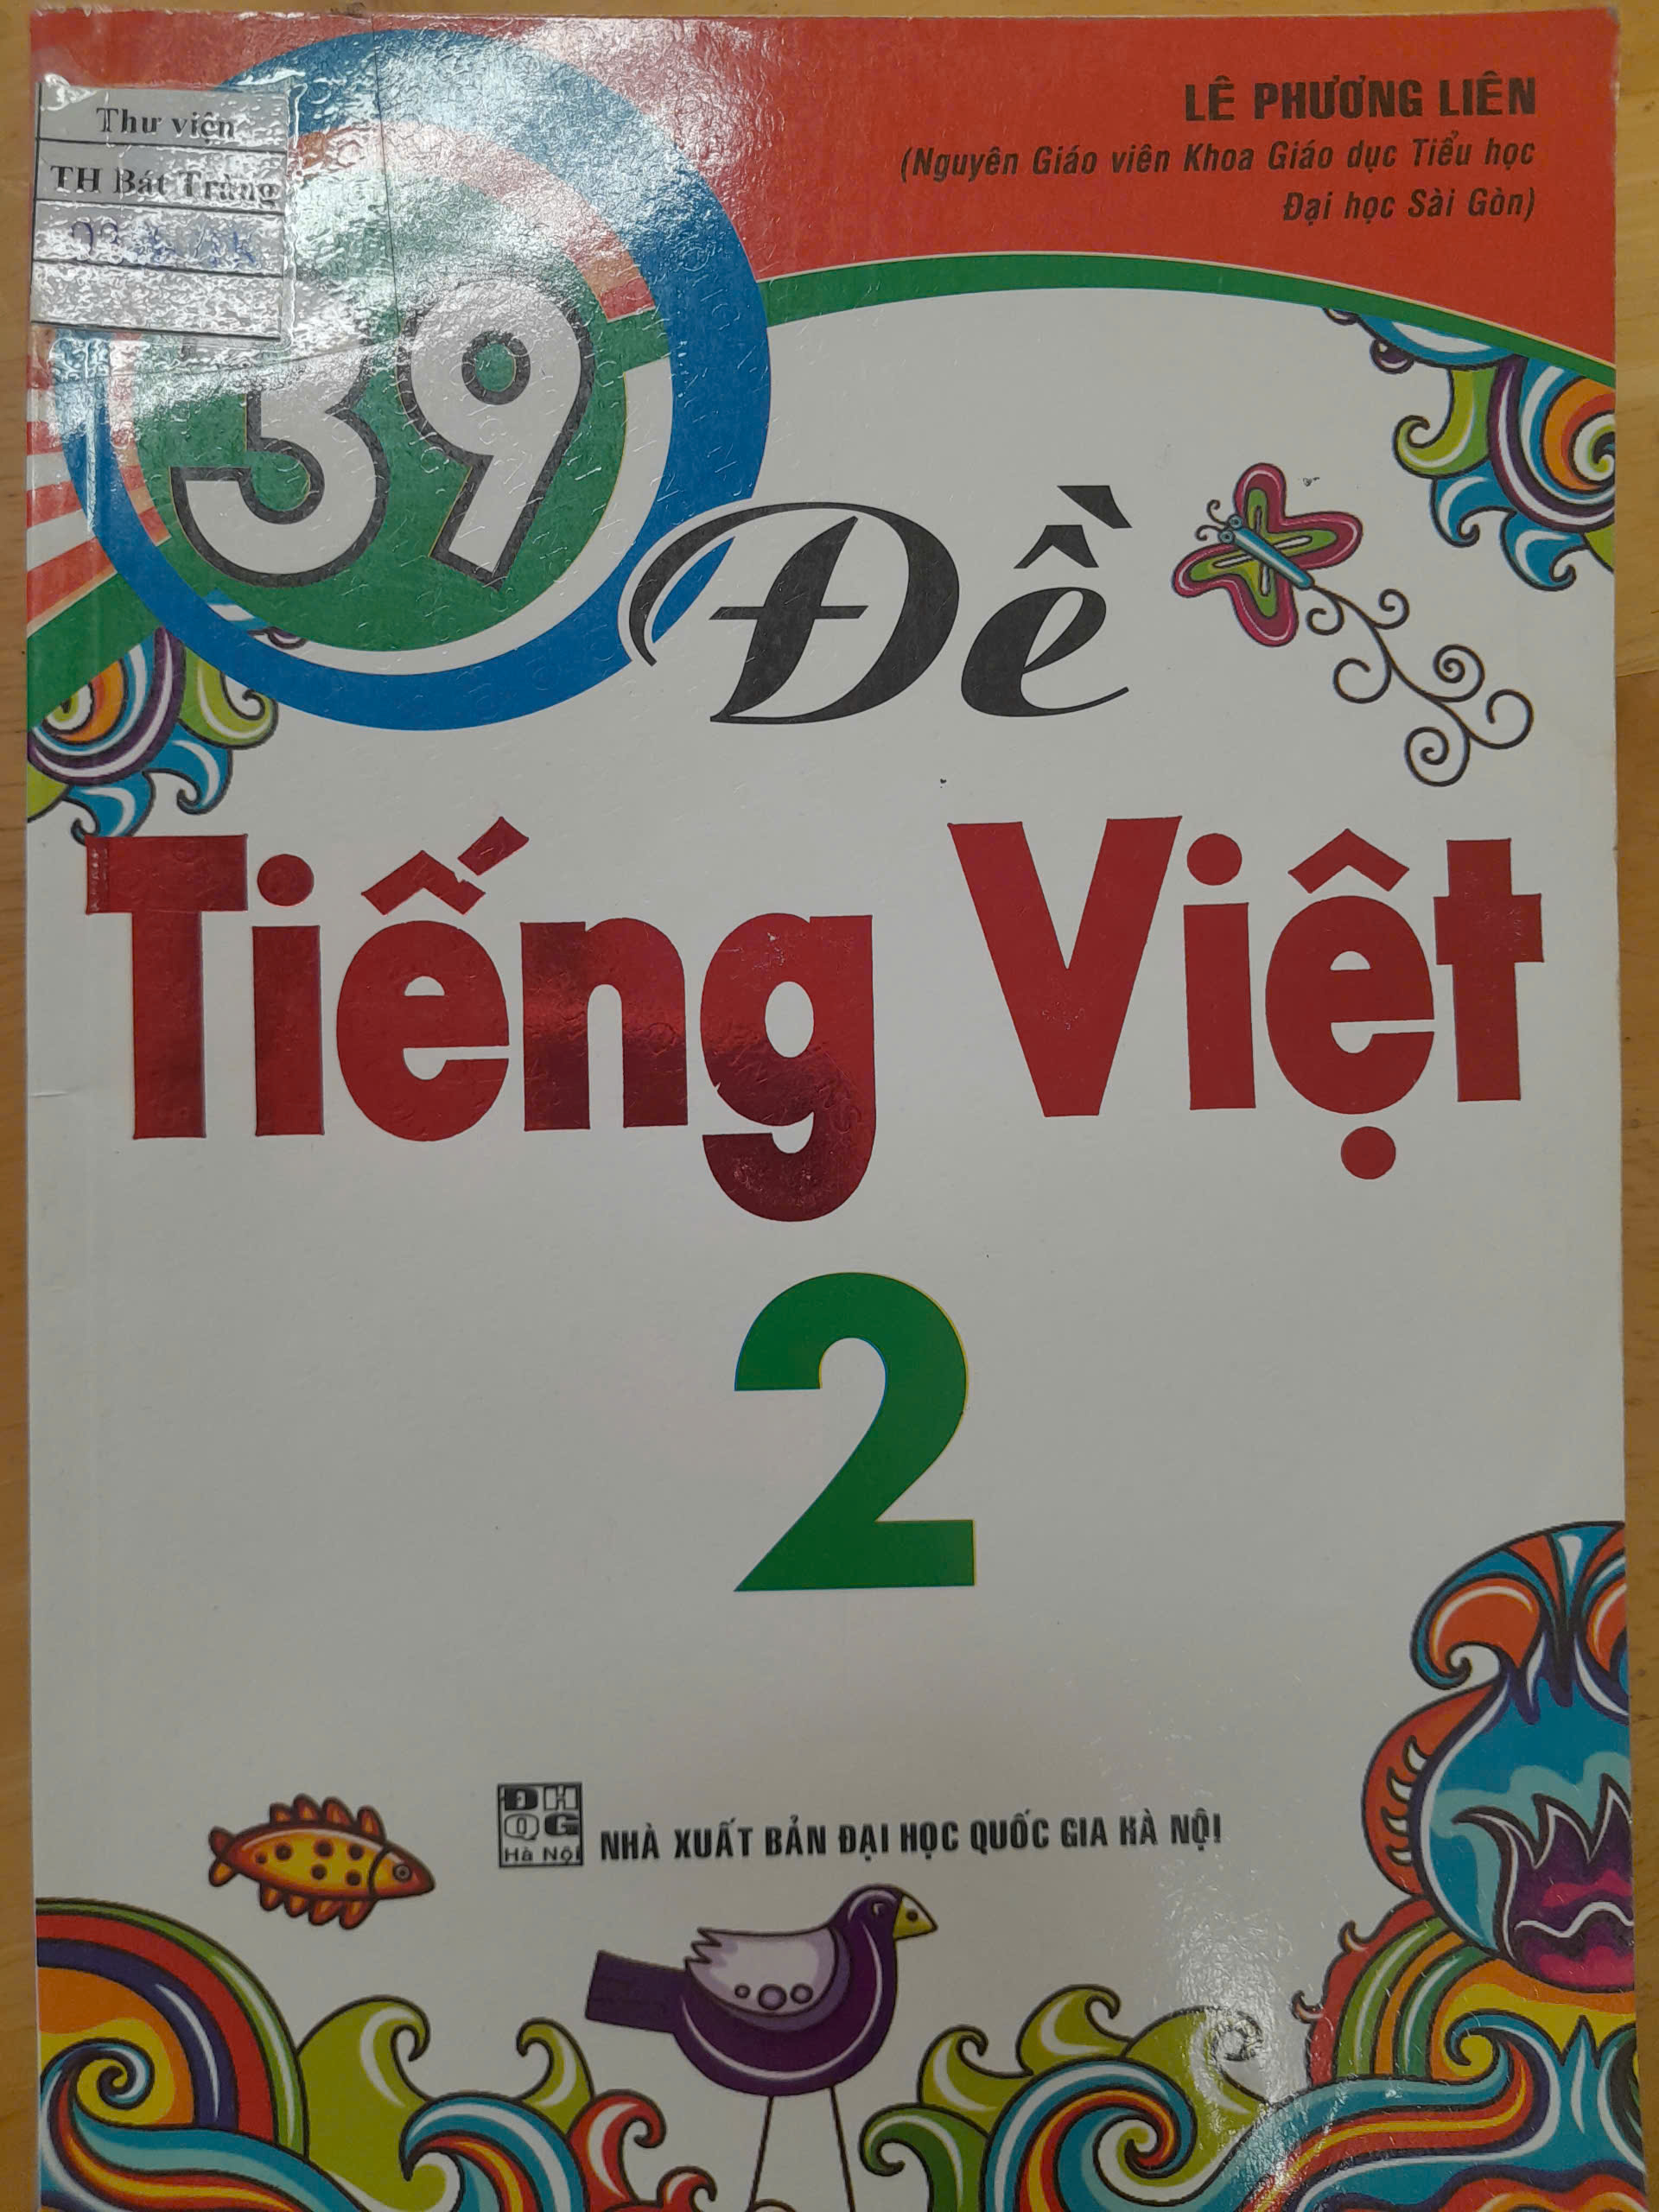 LÊ PHƯƠNG LIÊN
(Nguyên Giáo viên Khoa Giáo dục Tiểu học
Đại học Sài Gòn)
Thư viện
TH Bát Tràng
39
Đề
Tiếng Việt
2
ĐH
QG
Hà Nội
NHÀ XUẤT BẢN ĐẠI HỌC QUỐC GIA HÀ NỘI